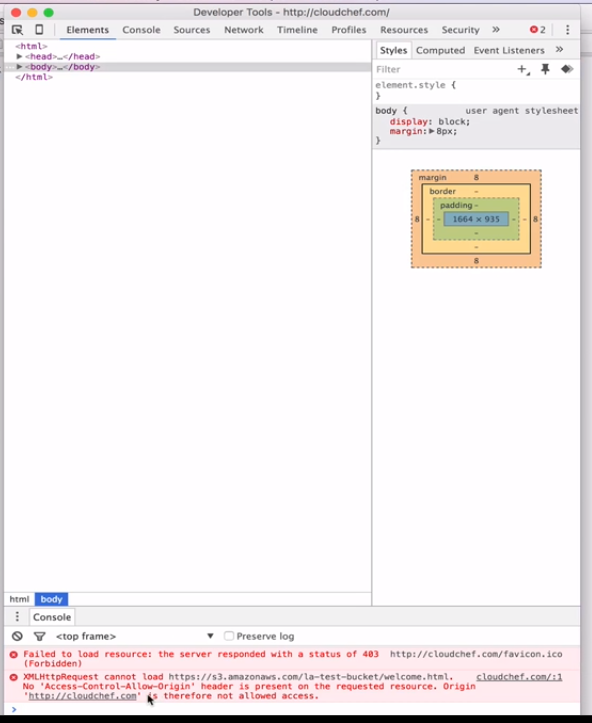 Developer Tools - http://cloudchef.com/
Elements Console Sources Network Timeline Profiles Resources Security » 2
<html>
▶<head>…</head>
▶<body>…</body>
</html>
Styles Computed Event Listeners »
Filter
element.style {
}
body { user agent stylesheet
display: block;
margin:▶8px;
}
margin 8
border –
padding –
8 – – 1664 × 935 – – 8
–
–
8
html body
Console
<top frame> ▼ Preserve log
Failed to load resource: the server responded with a status of 403 http://cloudchef.com/favicon.ico
(Forbidden)
XMLHttpRequest cannot load https://s3.amazonaws.com/la-test-bucket/welcome.html. cloudchef.com/:1
No 'Access-Control-Allow-Origin' header is present on the requested resource. Origin
'http://cloudchef.com' is therefore not allowed access.
>